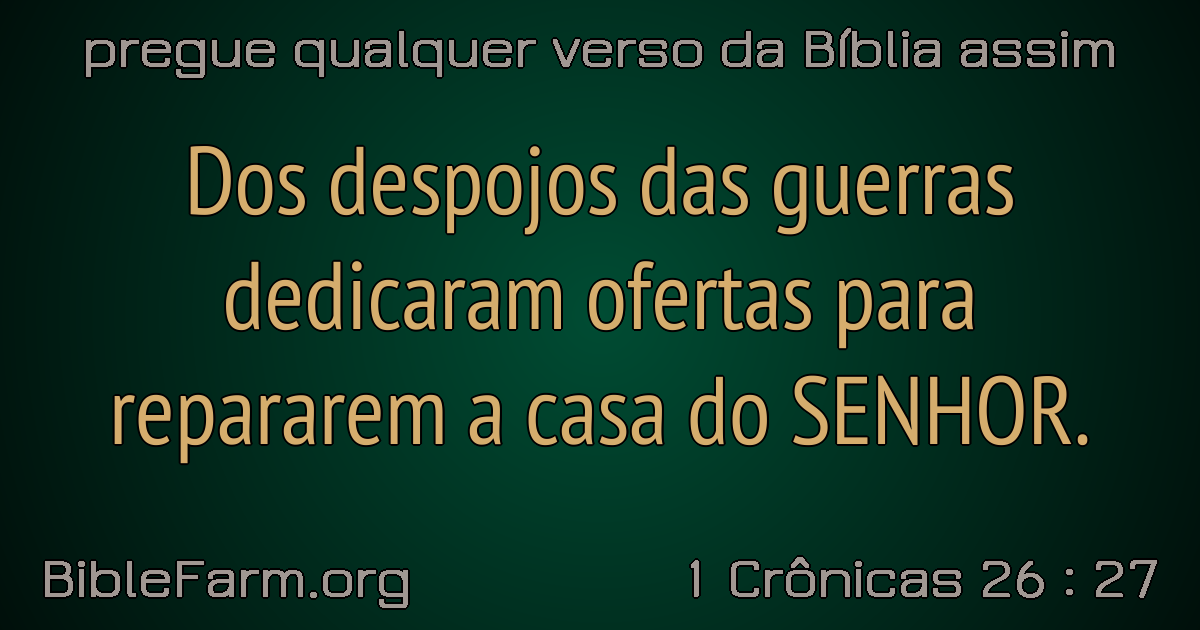 pregue qualquer verso da Bíblia assim
Dos despojos das guerras
dedicaram ofertas para
repararem a casa do SENHOR.
BibleFarm.org
1 Crônicas 26 : 27